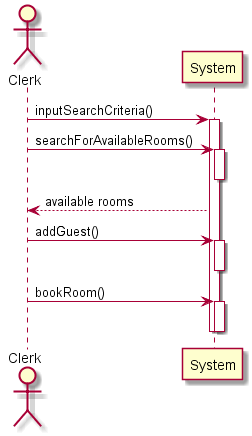 Clerk
System
inputSearchCriteria()
searchForAvailableRooms()
available rooms
addGuest()
bookRoom()
Clerk
System